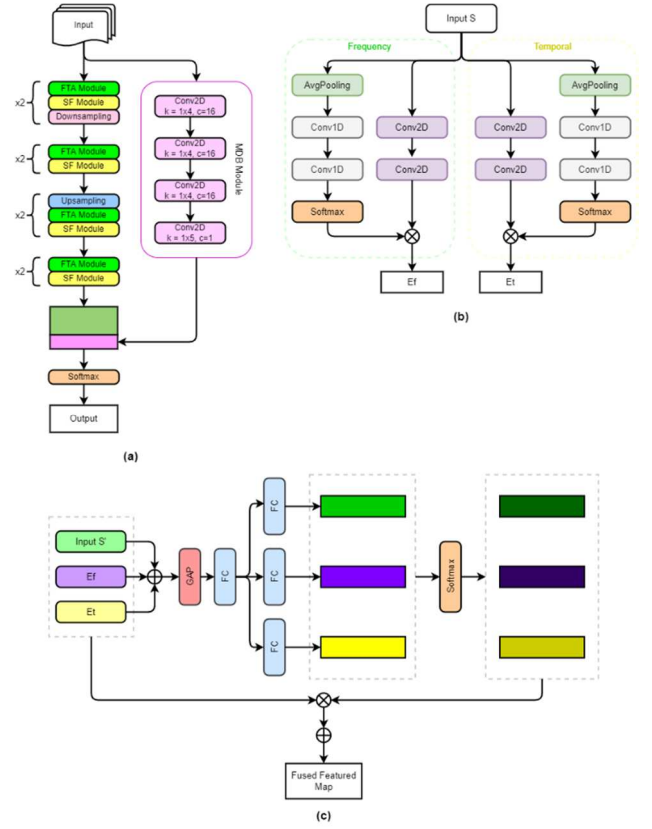 Input
x2
FTA Module
SF Module
Downsampling
x2
FTA Module
SF Module
x2
Upsampling
FTA Module
SF Module
x2
FTA Module
SF Module
Softmax
Output
Conv2D
k = 1x4, c=16
Conv2D
k = 1x4, c=16
Conv2D
k = 1x4, c=16
Conv2D
k = 1x5, c=1
MDB Module
(a)
Input S
Frequency
Temporal
AvgPooling
Conv1D
Conv1D
Softmax
Conv2D
Conv2D
Conv2D
Conv2D
AvgPooling
Conv1D
Conv1D
Softmax
Ef
Et
(b)
Input S'
Ef
Et
GAP
FC
FC
FC
FC
Softmax
Fused Featured
Map
(c)